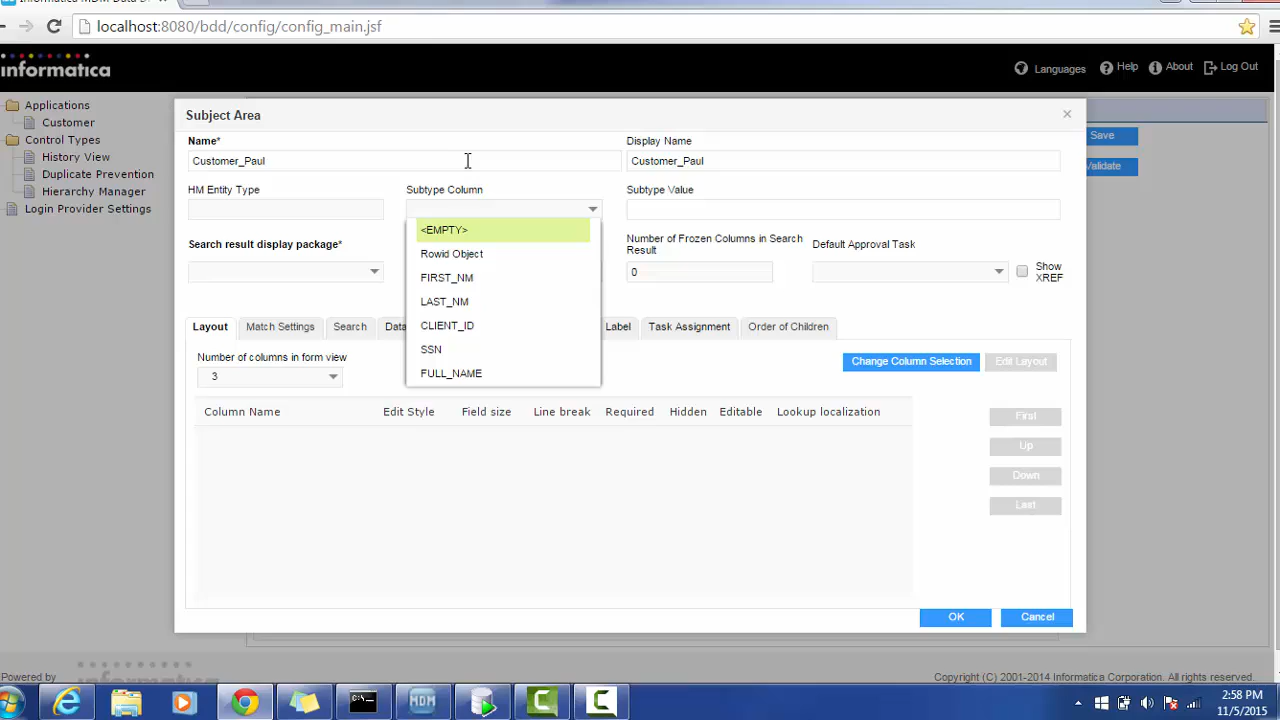 Informatica MDM Data D
localhost:8080/bdd/config/config_main.jsf
informatica
Languages
Help
About
Log Out
Applications
Customer
Control Types
History View
Duplicate Prevention
Hierarchy Manager
Login Provider Settings
Save
Validate
Subject Area
Name*
Display Name
Customer_Paul
Customer_Paul
HM Entity Type
Subtype Column
Subtype Value
<EMPTY>
Rowid Object
FIRST_NM
LAST_NM
CLIENT_ID
SSN
FULL_NAME
Search result display package*
Number of Frozen Columns in Search
Result
0
Default Approval Task
Show
XREF
Layout
Match Settings
Search
Data
Label
Task Assignment
Order of Children
Number of columns in form view
3
Change Column Selection
Edit Layout
Column Name
Edit Style
Field size
Line break
Required
Hidden
Editable
Lookup localization
First
Up
Down
Last
OK
Cancel
Powered by
Copyright (C) 2001-2014 Informatica Corporation. All rights reserved.
C:\_
MDM
C
C
2:58 PM
11/5/2015